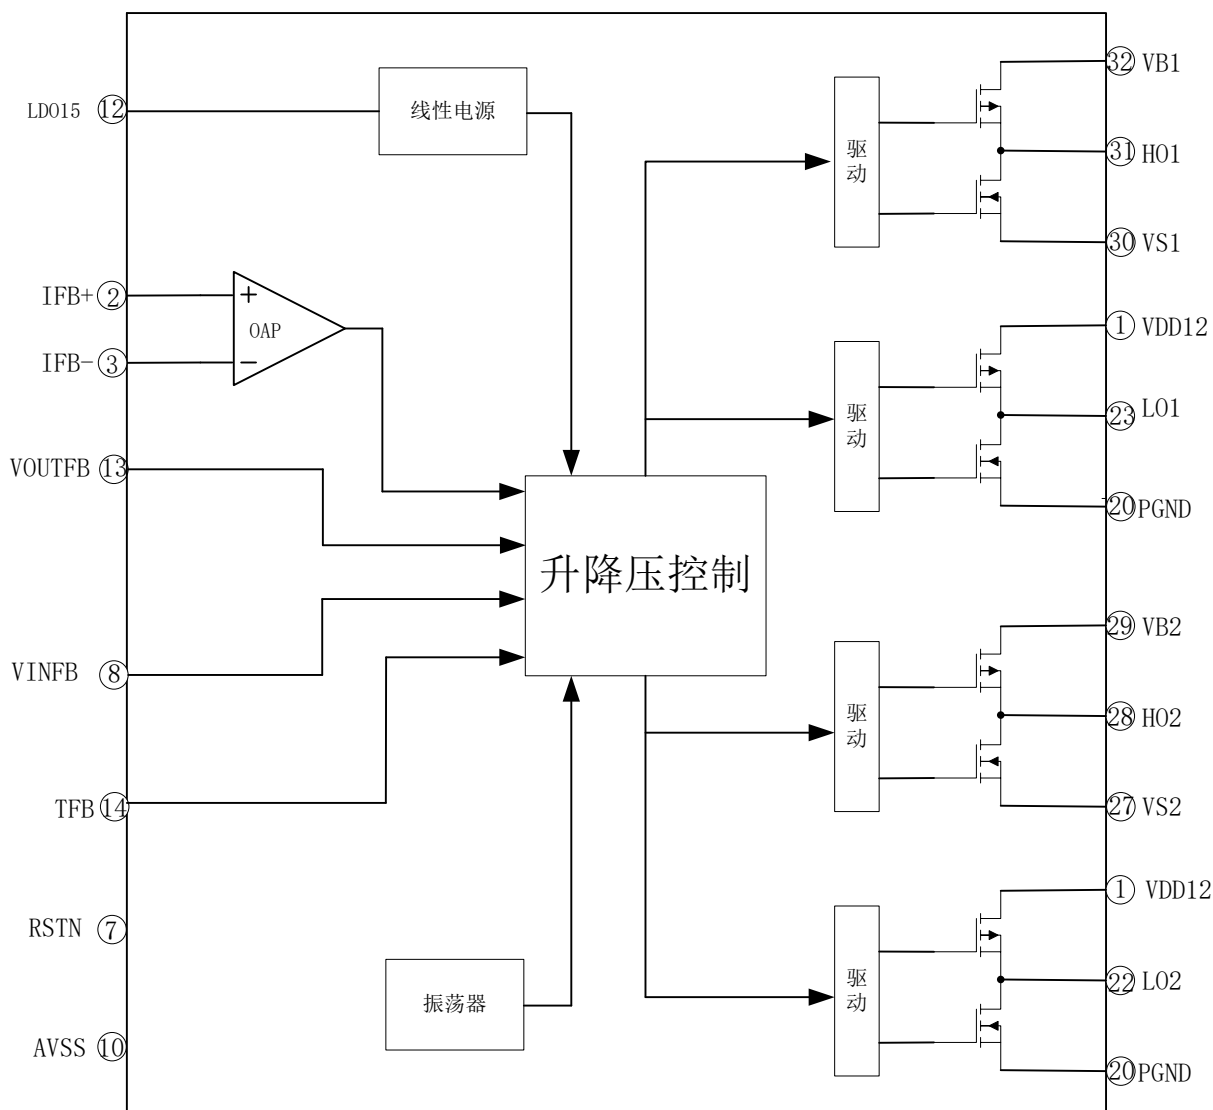 LDO15 12
线性电源
IFB+ 2
IFB- 3
+
OAP
-
VOUTFB 13
VINFB 8
TFB 14
RSTN 7
AVSS 10
升降压控制
振荡器
驱动
32 VB1
31 HO1
30 VS1
驱动
1 VDD12
23 LO1
20 PGND
驱动
29 VB2
28 HO2
27 VS2
驱动
1 VDD12
22 LO2
20 PGND